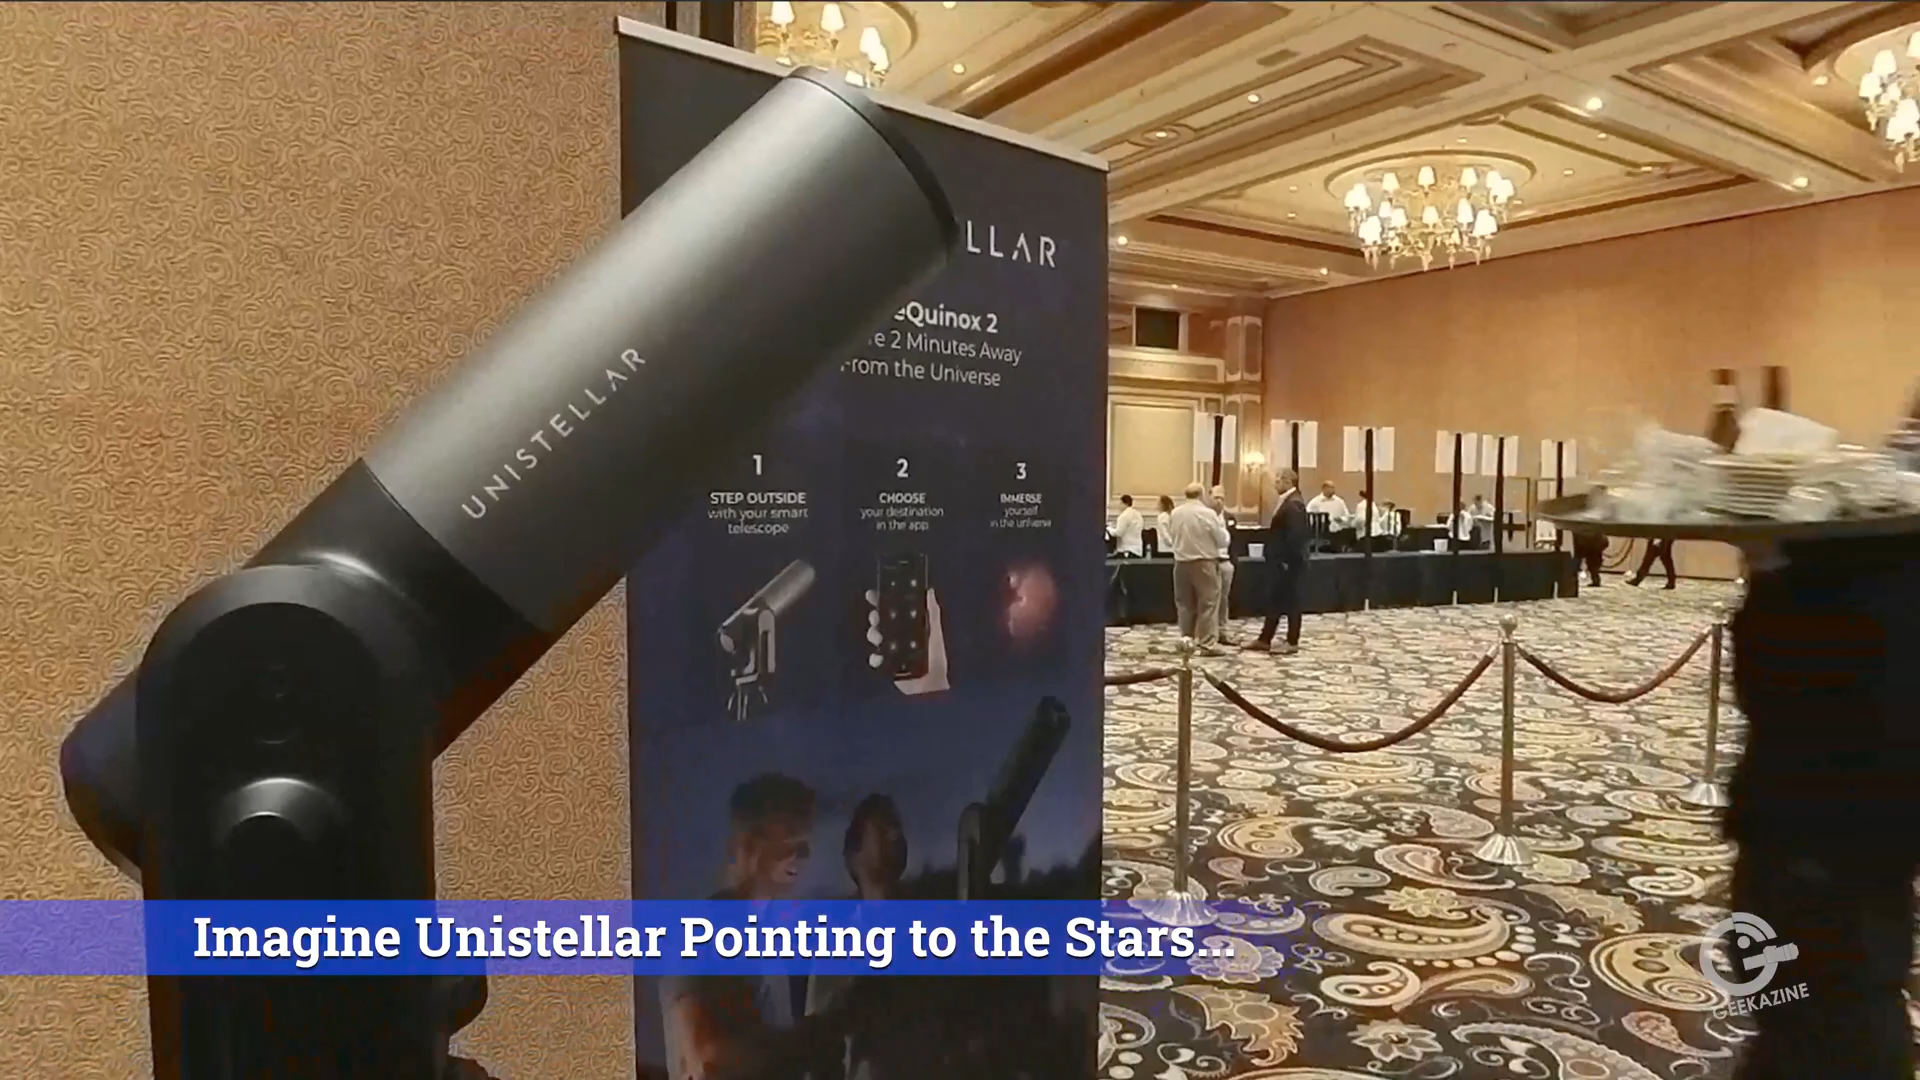 UNISTELLAR
LLAR
eQuinox 2
e 2 Minutes Away
From the Universe
1
STEP OUTSIDE
with your smart
telescope
2
CHOOSE
your destination
in the app
3
IMMERSE
yourself
in the universe
Imagine Unistellar Pointing to the Stars...
GEEKAZINE